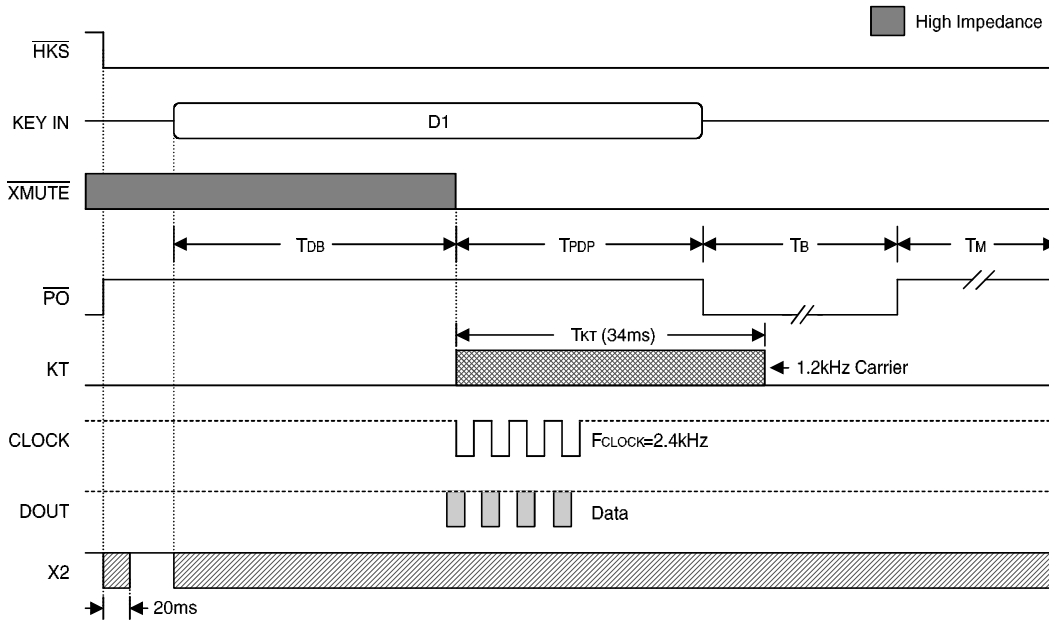 High Impedance
HKS
KEY IN
D1
XMUTE
TDB
TPDP
TB
TM
PO
TKT (34ms)
KT
1.2kHz Carrier
CLOCK
FCLOCK=2.4kHz
DOUT
Data
X2
20ms